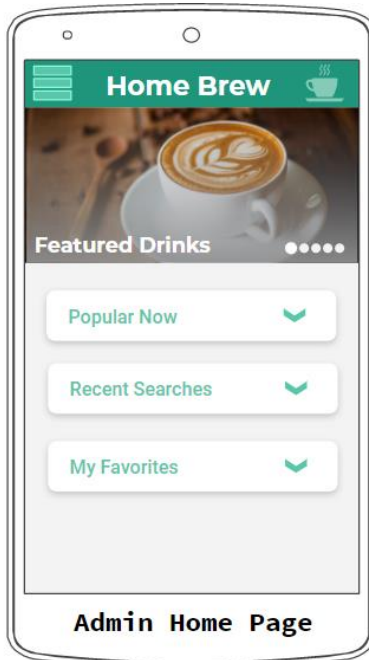 Home Brew
Featured Drinks
Popular Now
Recent Searches
My Favorites
Admin Home Page